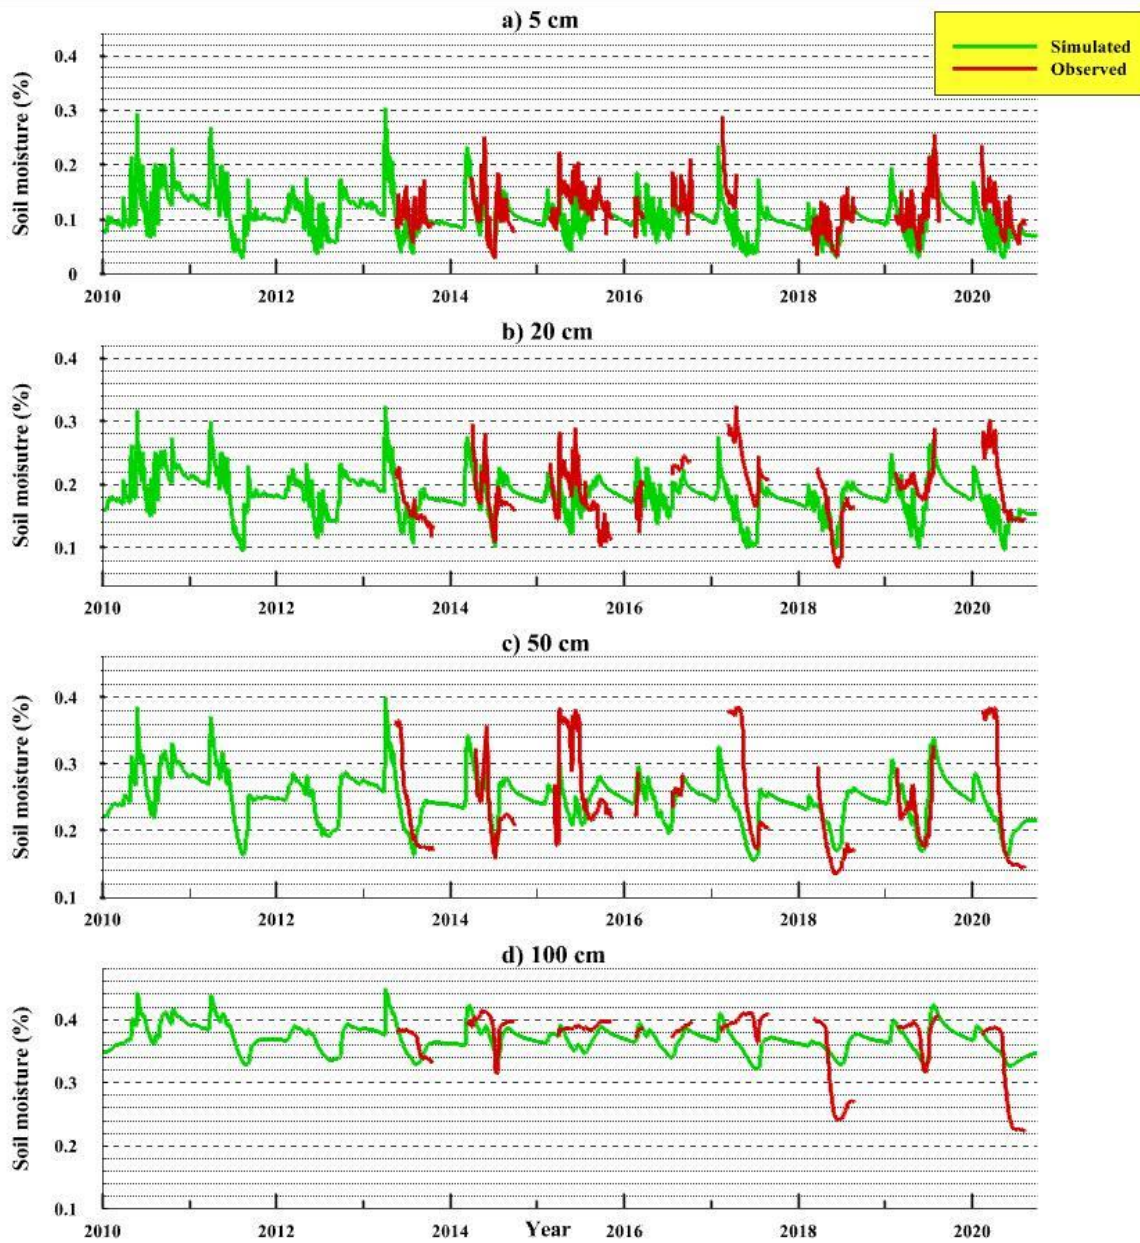 a) 5 cm
Simulated
Observed
Soil moisture (%)
0.4
0.3
0.2
0.1
0
2010 2012 2014 2016 2018 2020
b) 20 cm
Soil moisutre (%)
0.4
0.3
0.2
0.1
2010 2012 2014 2016 2018 2020
c) 50 cm
Soil moisture (%)
0.4
0.3
0.2
0.1
2010 2012 2014 2016 2018 2020
d) 100 cm
Soil moisture (%)
0.4
0.3
0.2
0.1
2010 2012 2014 Year 2016 2018 2020